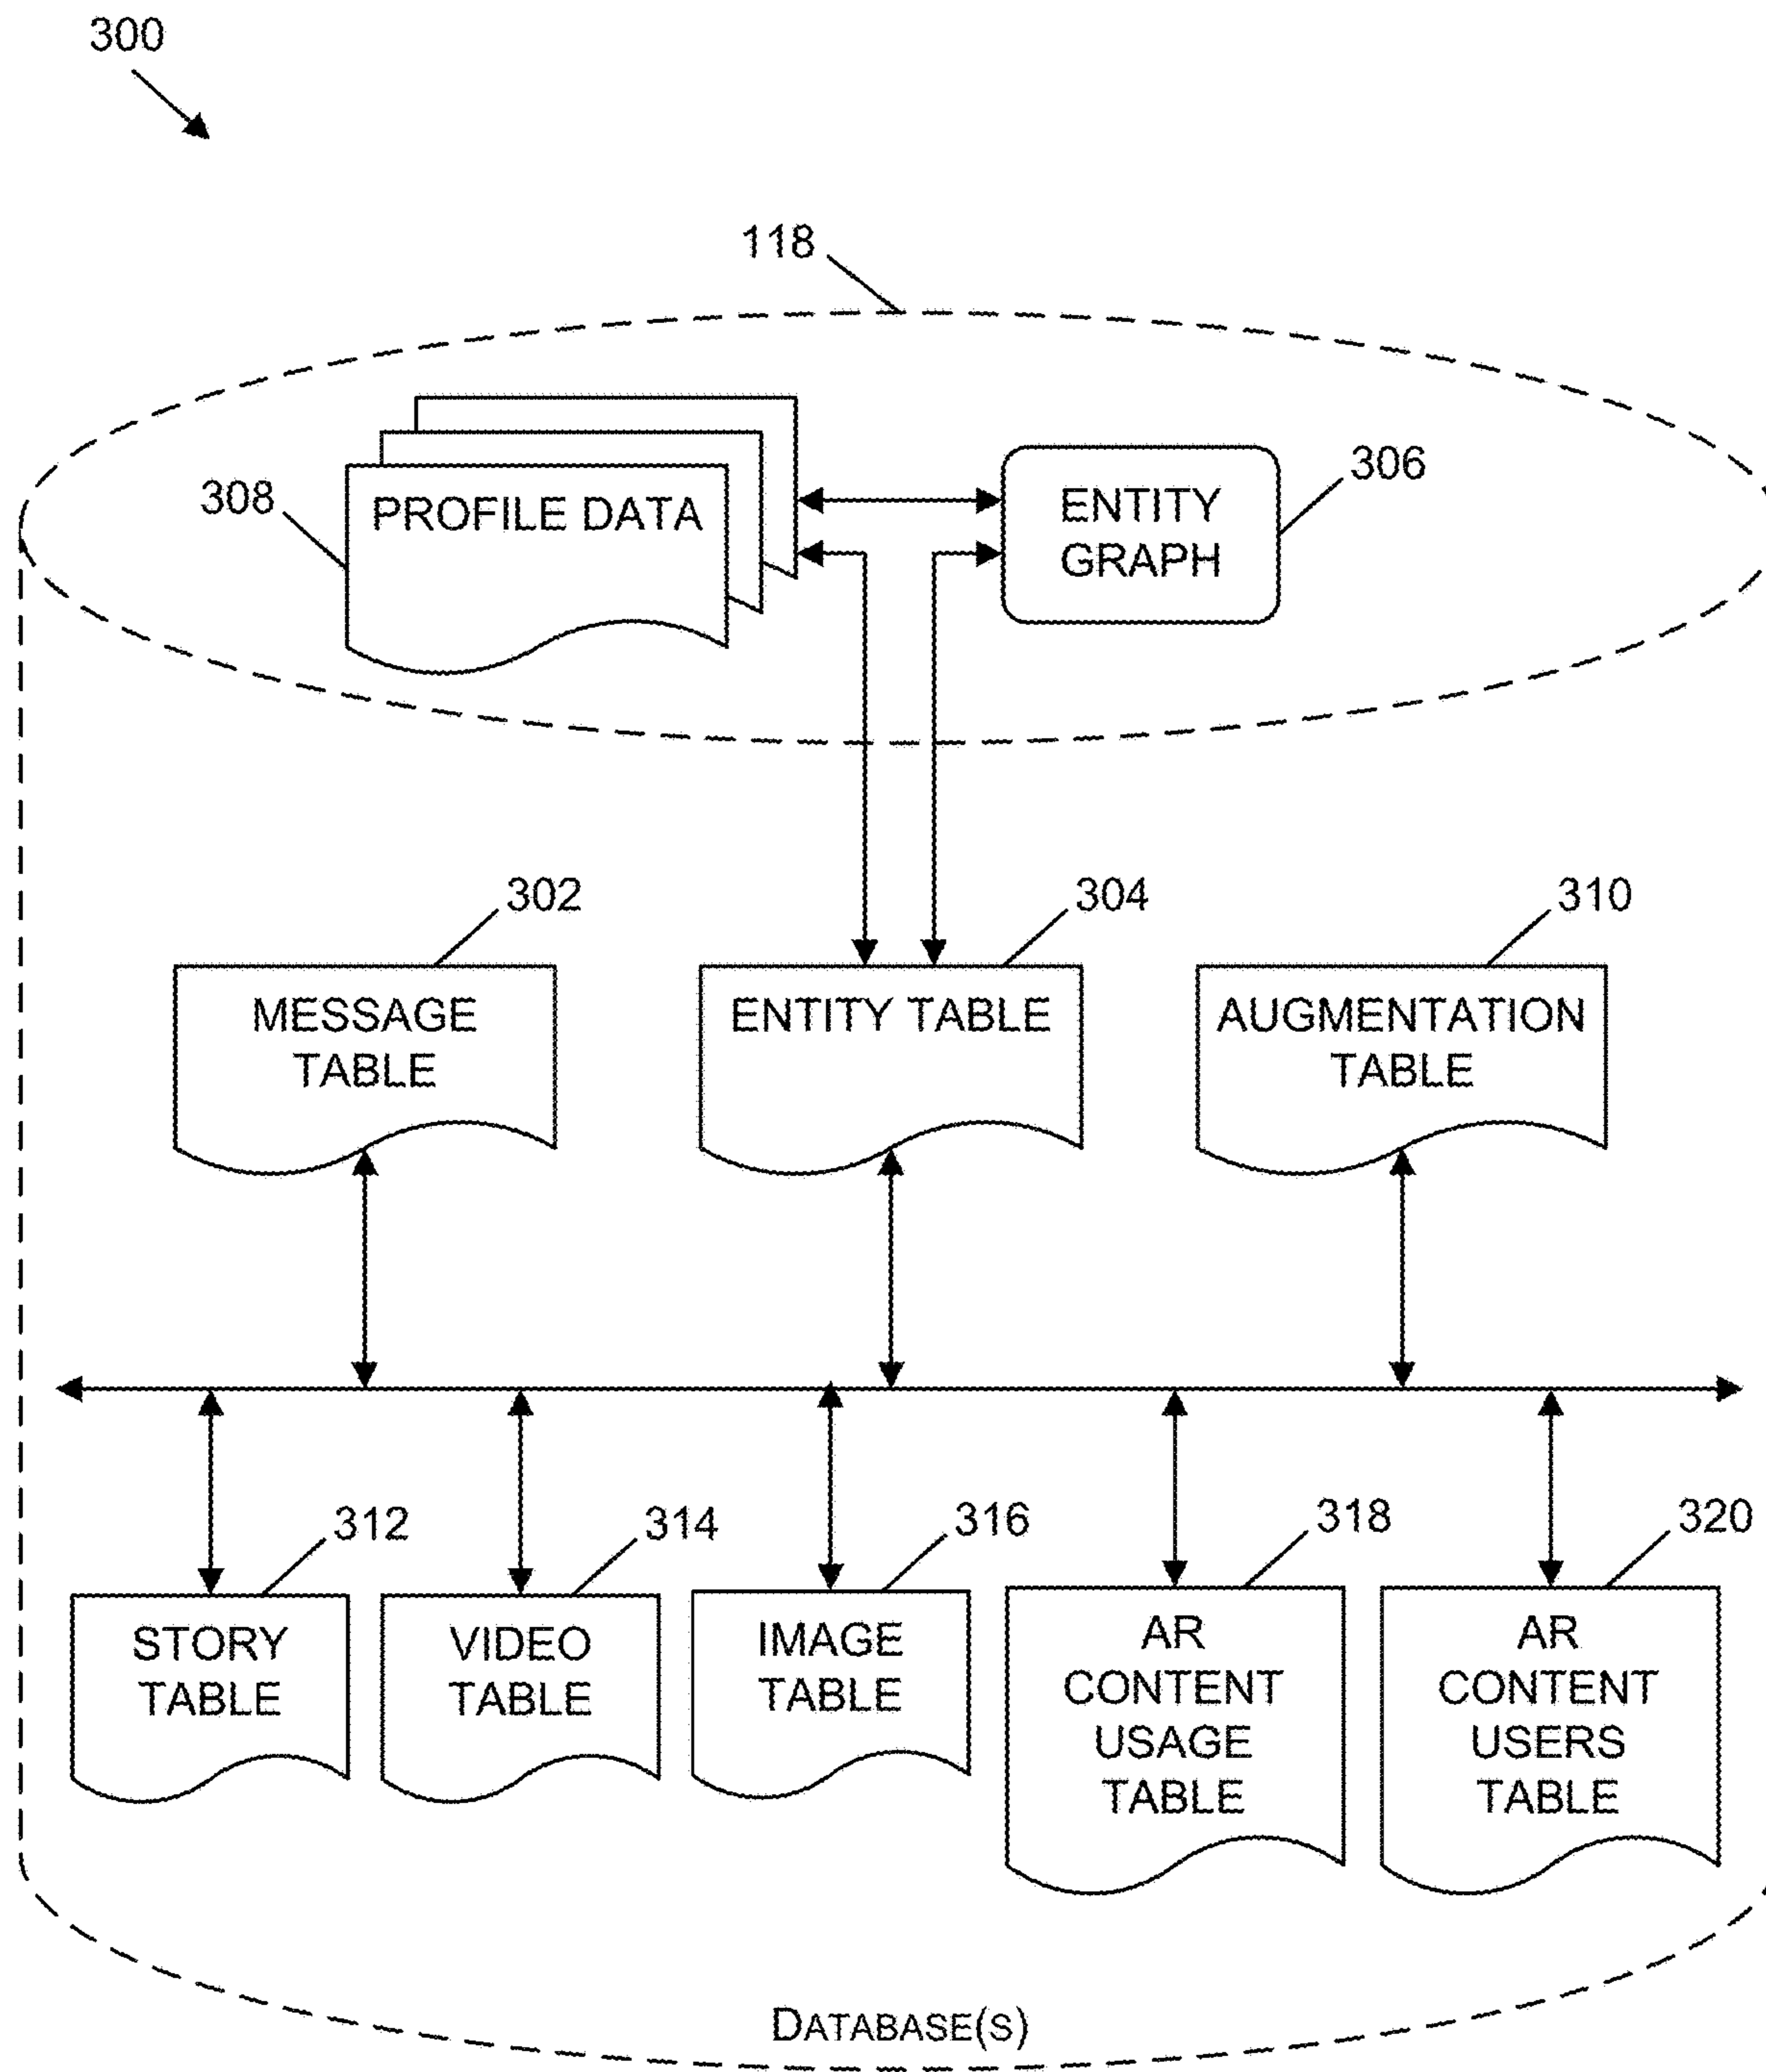 300
118
308
PROFILE DATA
ENTITY
GRAPH
306
302
304
310
MESSAGE
TABLE
ENTITY TABLE
AUGMENTATION
TABLE
312
314
316
318
320
STORY
TABLE
VIDEO
TABLE
IMAGE
TABLE
AR
CONTENT
USAGE
TABLE
AR
CONTENT
USERS
TABLE
DATABASE(S)